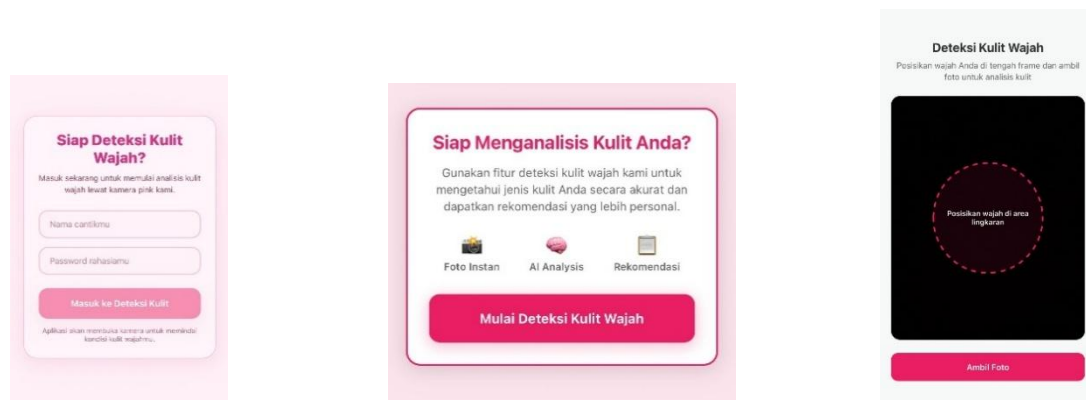 Siap Deteksi Kulit
Wajah?
Masuk sekarang untuk memulai analisis kulit
wajah lewat kamera pink kami.
Nama cantikmu
Password rahasiamu
Masuk ke Deteksi Kulit
Aplikasi akan membuka kamera untuk memindai
kondisi kulit wajahmu.
Siap Menganalisis Kulit Anda?
Gunakan fitur deteksi kulit wajah kami untuk
mengetahui jenis kulit Anda secara akurat dan
dapatkan rekomendasi yang lebih personal.
Foto Instan
AI Analysis
Rekomendasi
Mulai Deteksi Kulit Wajah
Deteksi Kulit Wajah
Posisikan wajah Anda di tengah frame dan ambil
foto untuk analisis kulit
Posisikan wajah di area
lingkaran
Ambil Foto